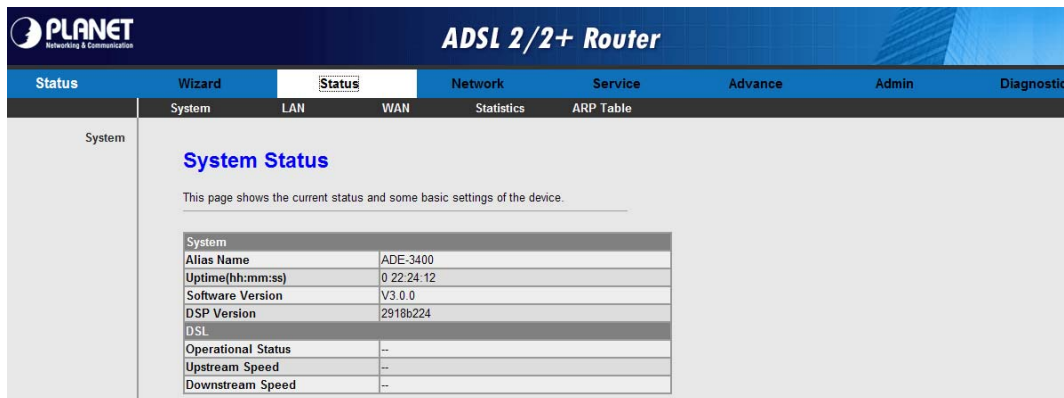 PLANET
Networking & Communication
ADSL 2/2+ Router
Status Wizard Status Network Service Advance Admin Diagnostic
System LAN WAN Statistics ARP Table
System
System Status
This page shows the current status and some basic settings of the device.
System
Alias Name ADE-3400
Uptime(hh:mm:ss) 0 22:24:12
Software Version V3.0.0
DSP Version 2918b224
DSL
Operational Status --
Upstream Speed --
Downstream Speed --